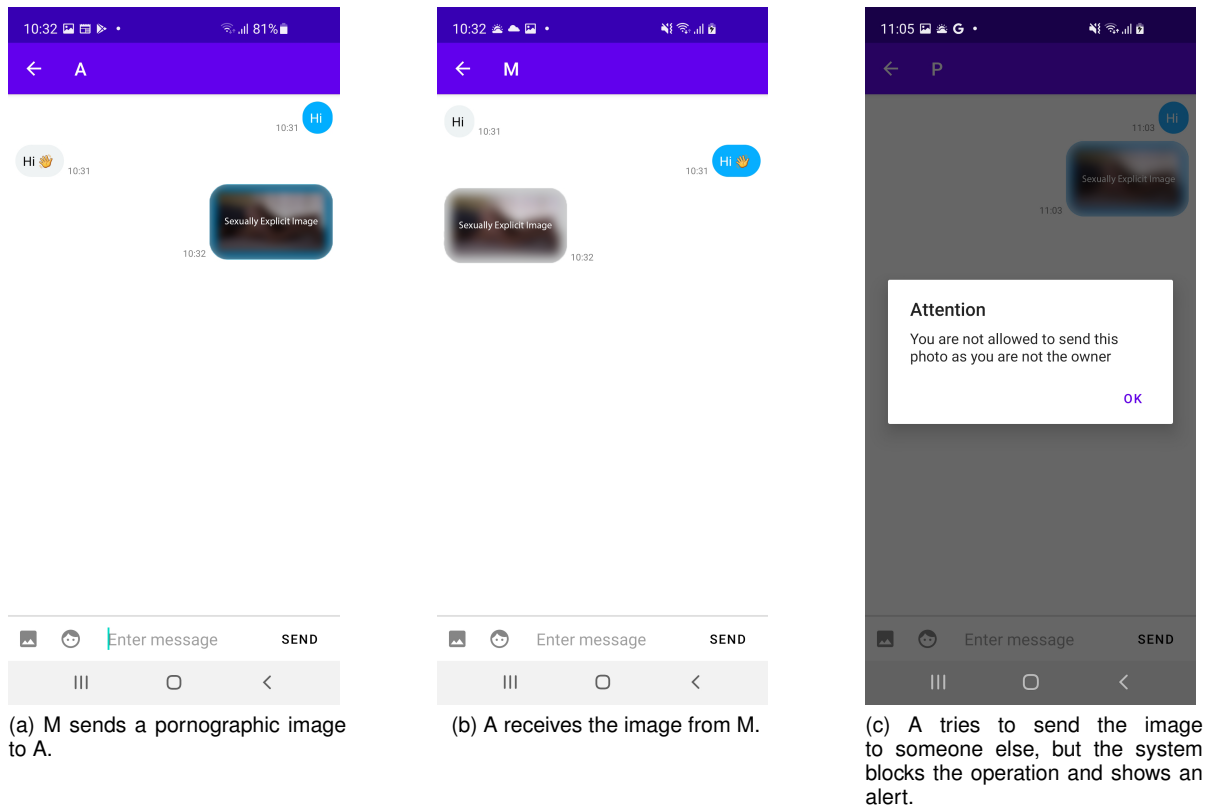 10:32 81%
A
Hi
10:31
Hi 👋
10:31
Sexually Explicit Image
10:32
Enter message SEND
(a) M sends a pornographic image
to A.
10:32
M
Hi
10:31
Hi 👋
10:31
Sexually Explicit Image
10:32
Enter message SEND
(b) A receives the image from M.
11:05 G
P
Hi
11:03
Sexually Explicit Image
11:03
Attention
You are not allowed to send this
photo as you are not the owner
OK
Enter message SEND
(c) A tries to send the image
to someone else, but the system
blocks the operation and shows an
alert.